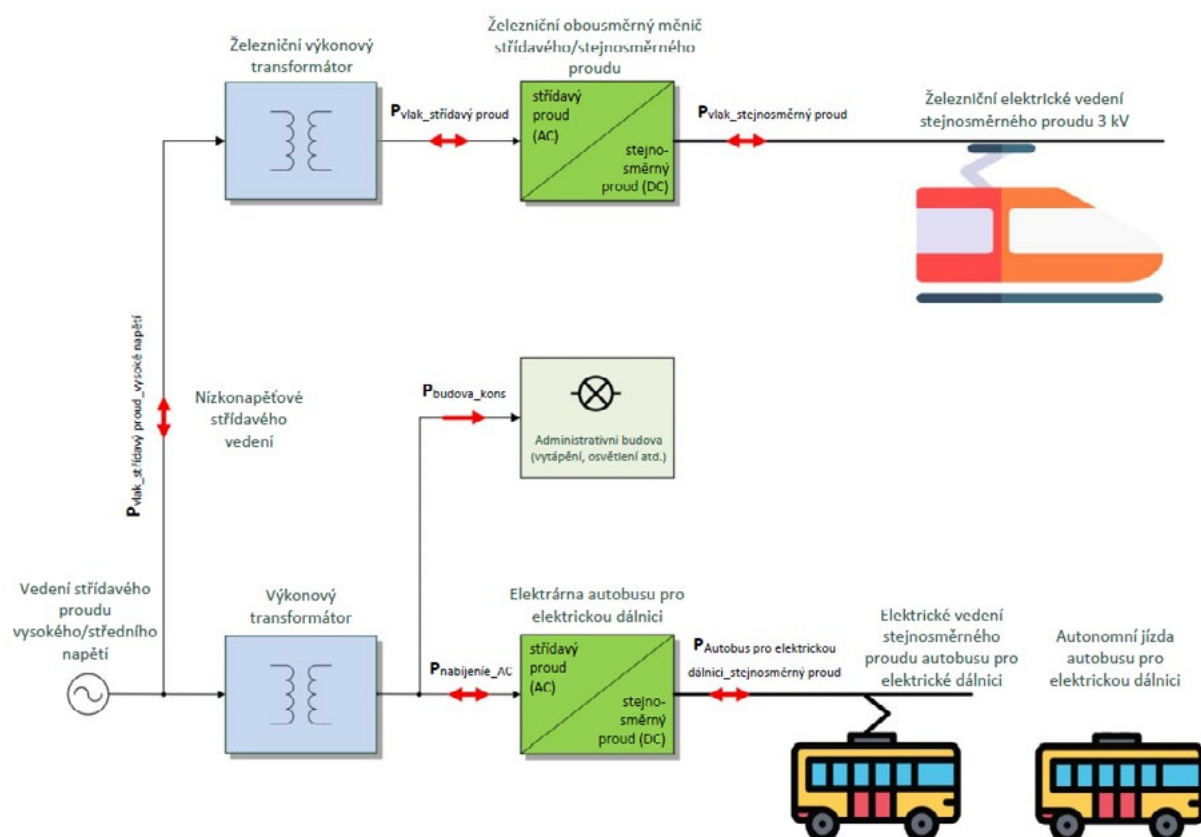 Železniční výkonový
transformátor
Železniční obousměrný měnič
střídavého/stejnosměrného
proudu
střídavý
proud
(AC)
stejno-
směrný
proud (DC)
Pvlak_střídavý proud
Pvlak_stejnosměrný proud
Železniční elektrické vedení
stejnosměrného proudu 3 kV
Pvlak_střídavý proud_vysoké napětí
Nízkonapěťové
střídavého
vedení
Pbudova_kons
Administrativní budova
(vytápění, osvětlení atd.)
Vedení střídavého
proudu
vysokého/středního
napětí
Výkonový
transformátor
Elektrárna autobusu pro
elektrickou dálnici
střídavý
proud
(AC)
stejno-
směrný
proud (DC)
Pnabíjenie_AC
PAutobus pro elektrickou
dálnici_stejnosměrný proud
Elektrické vedení
stejnosměrného
proudu autobusu pro
elektrické dálnici
Autonomní jízda
autobusu pro
elektrickou dálnici